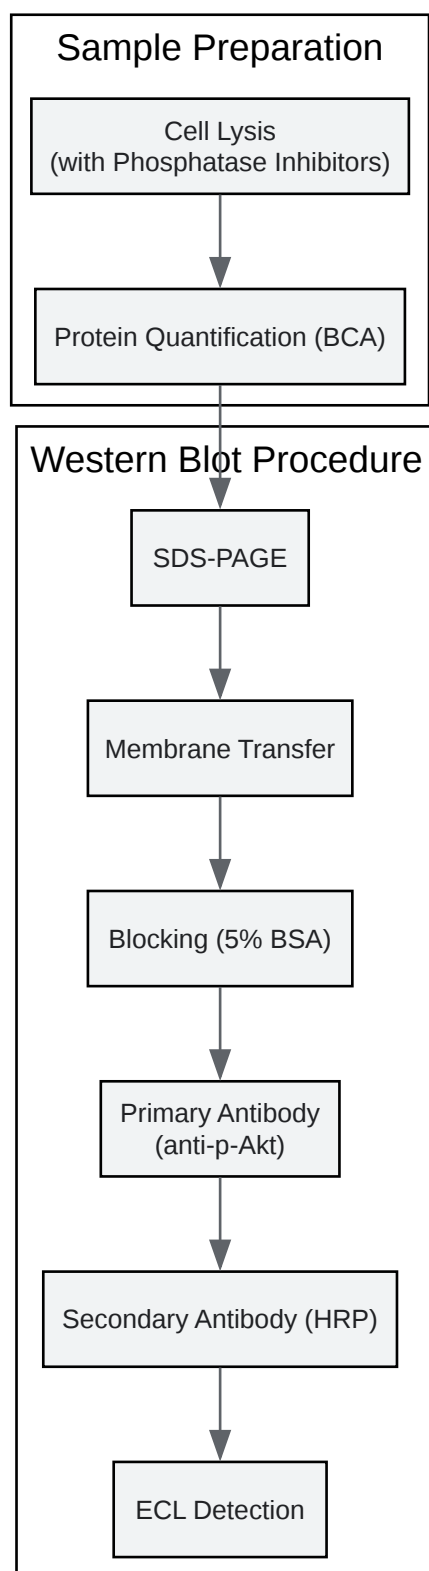 Sample Preparation
Cell Lysis
(with Phosphatase Inhibitors)
Protein Quantification (BCA)
Western Blot Procedure
SDS-PAGE
Membrane Transfer
Blocking (5% BSA)
Primary Antibody
(anti-p-Akt)
Secondary Antibody (HRP)
ECL Detection